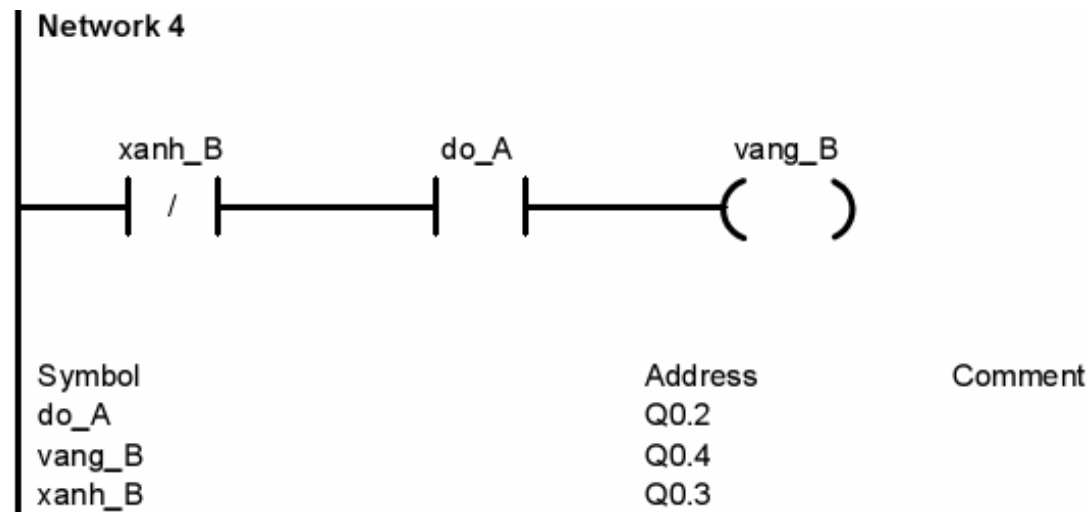 Network 4
xanh_B do_A vang_B
/
Symbol Address Comment
do_A Q0.2
vang_B Q0.4
xanh_B Q0.3